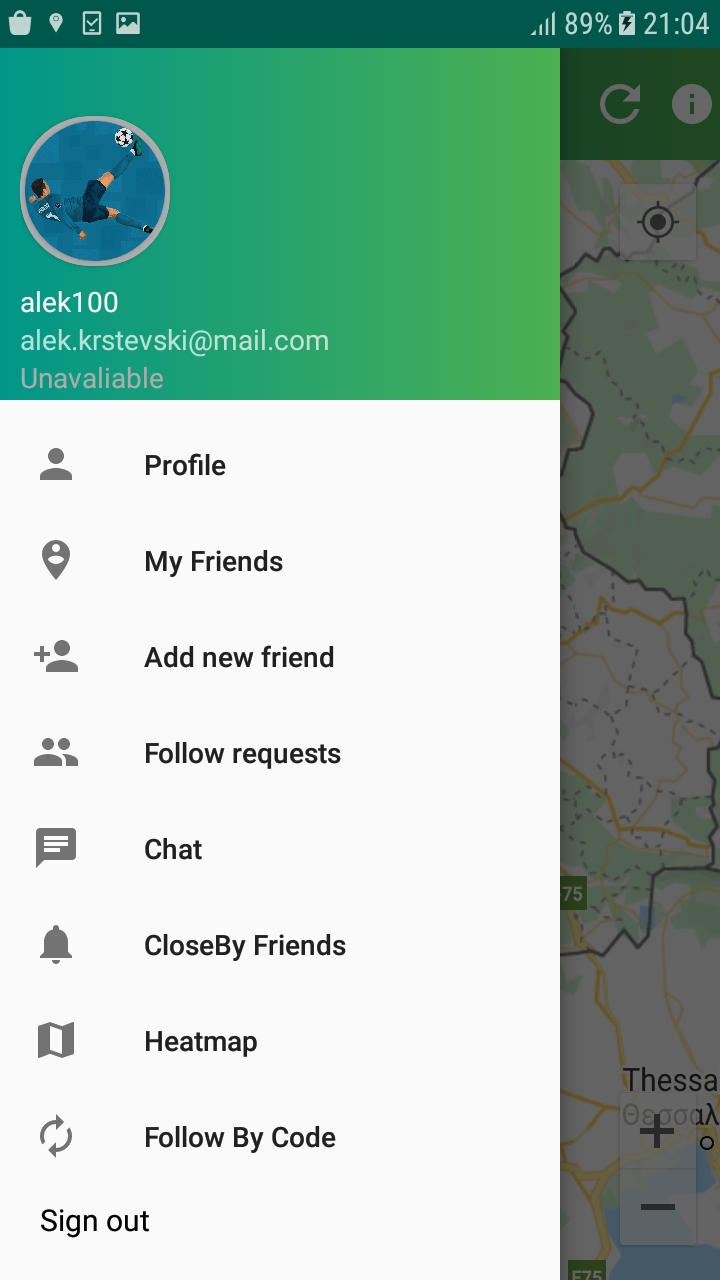 89% 21:04
alek100
alek.krstevski@mail.com
Unavaliable
Profile
My Friends
Add new friend
Follow requests
Chat
CloseBy Friends
Heatmap
Follow By Code
Sign out
75
Thessa
Θεσσαλ
E75